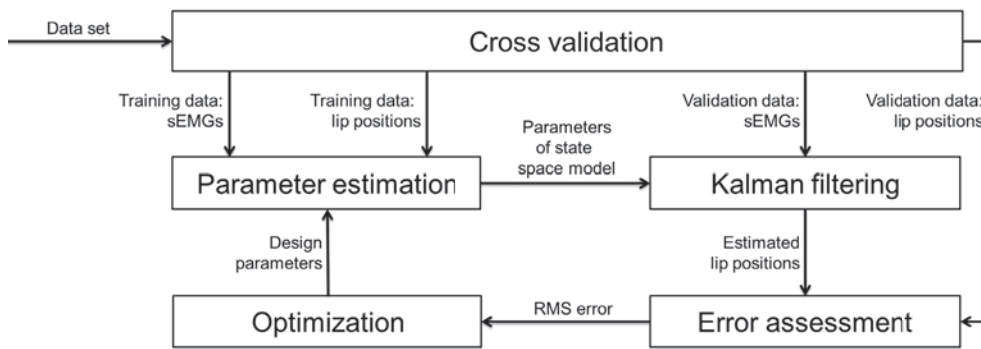 Data set
Cross validation
Training data:
sEMGs
Training data:
lip positions
Validation data:
sEMGs
Validation data:
lip positions
Parameters
of state
space model
Parameter estimation
Kalman filtering
Design
parameters
Estimated
lip positions
Optimization
RMS error
Error assessment